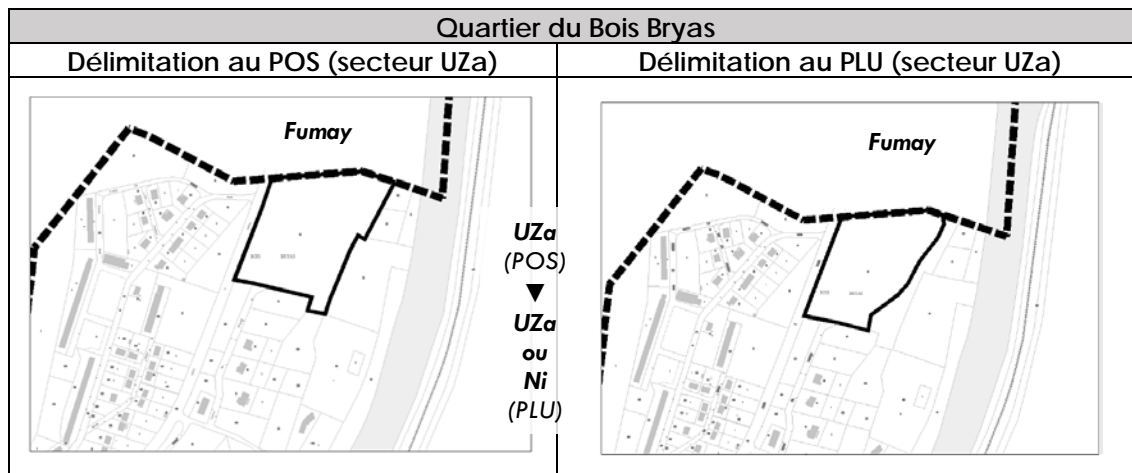 Quartier du Bois Bryas
Délimitation au POS (secteur UZa)
Délimitation au PLU (secteur UZa)
Fumay
UZa
(POS)
▼
UZa
ou
Ni
(PLU)
Fumay